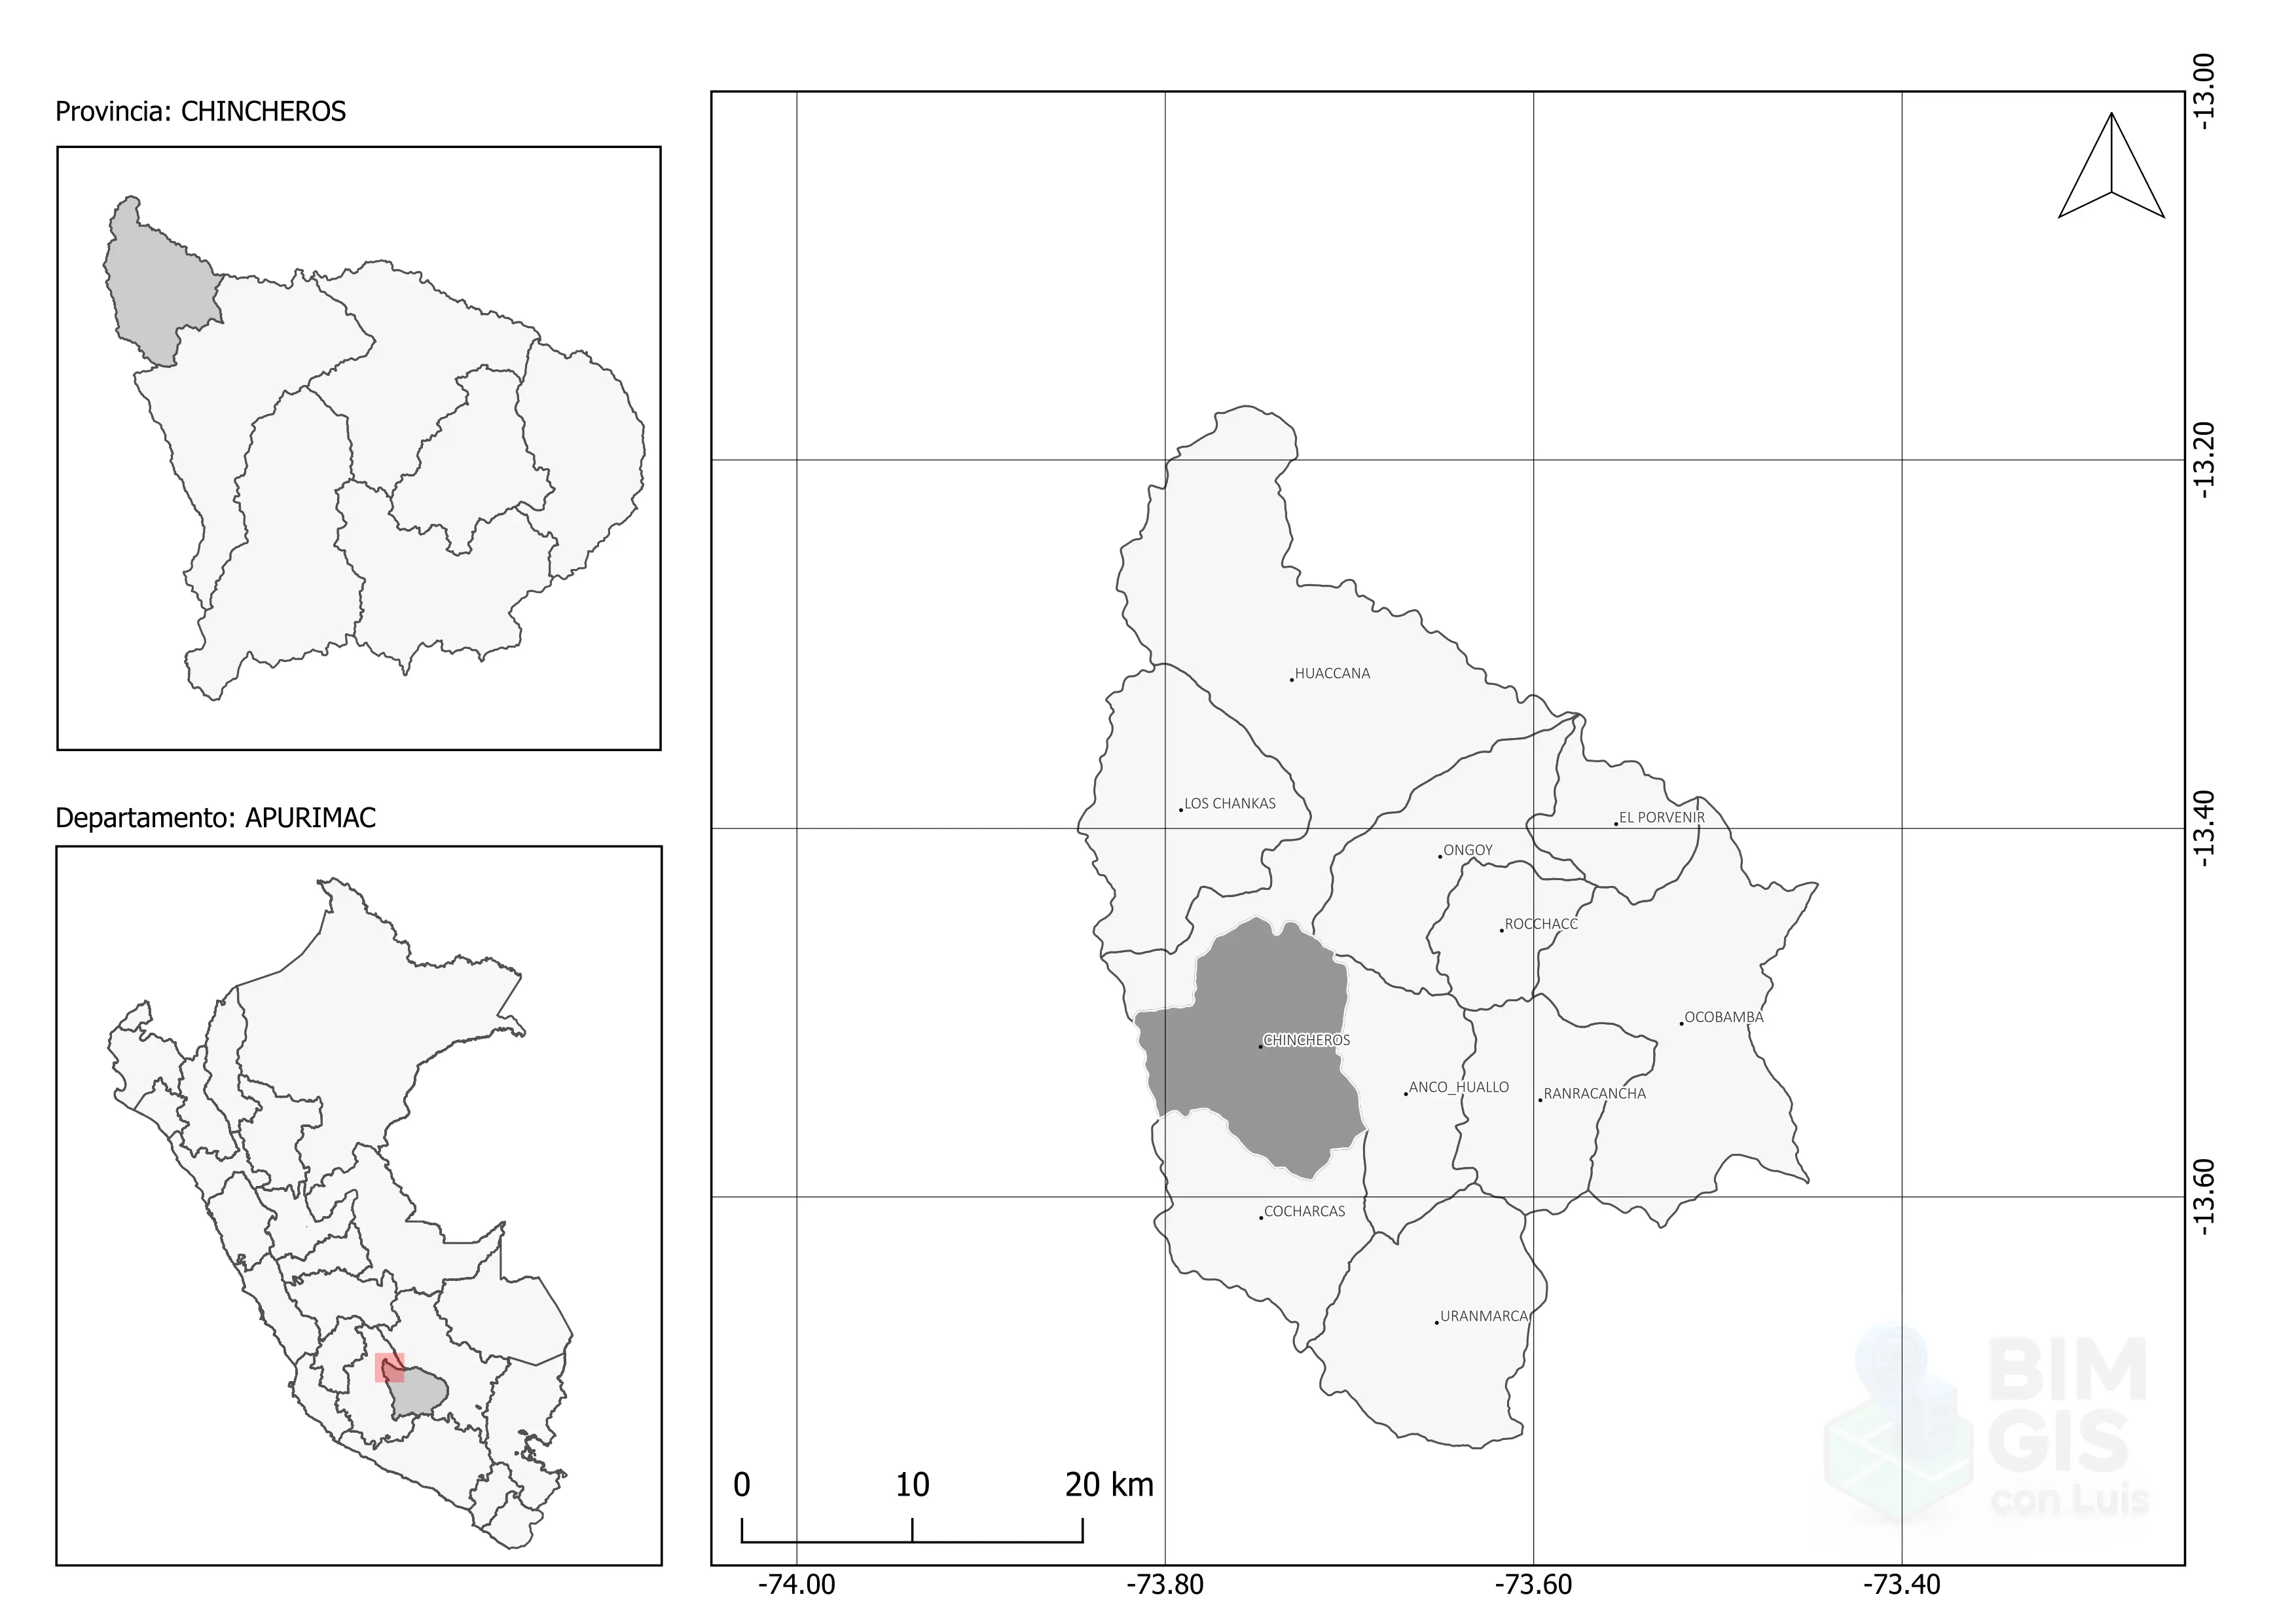 Provincia: CHINCHEROS
Departamento: APURIMAC
HUACCANA
LOS CHANKAS
EL PORVENIR
ONGOY
ROCCHACC
OCOBAMBA
CHINCHEROS
ANCO_HUALLO
RANRACANCHA
COCHARCAS
URANMARCA
0 10 20 km
-74.00 -73.80 -73.60 -73.40
-13.00
-13.20
-13.40
-13.60
BIM
GIS
con Luis